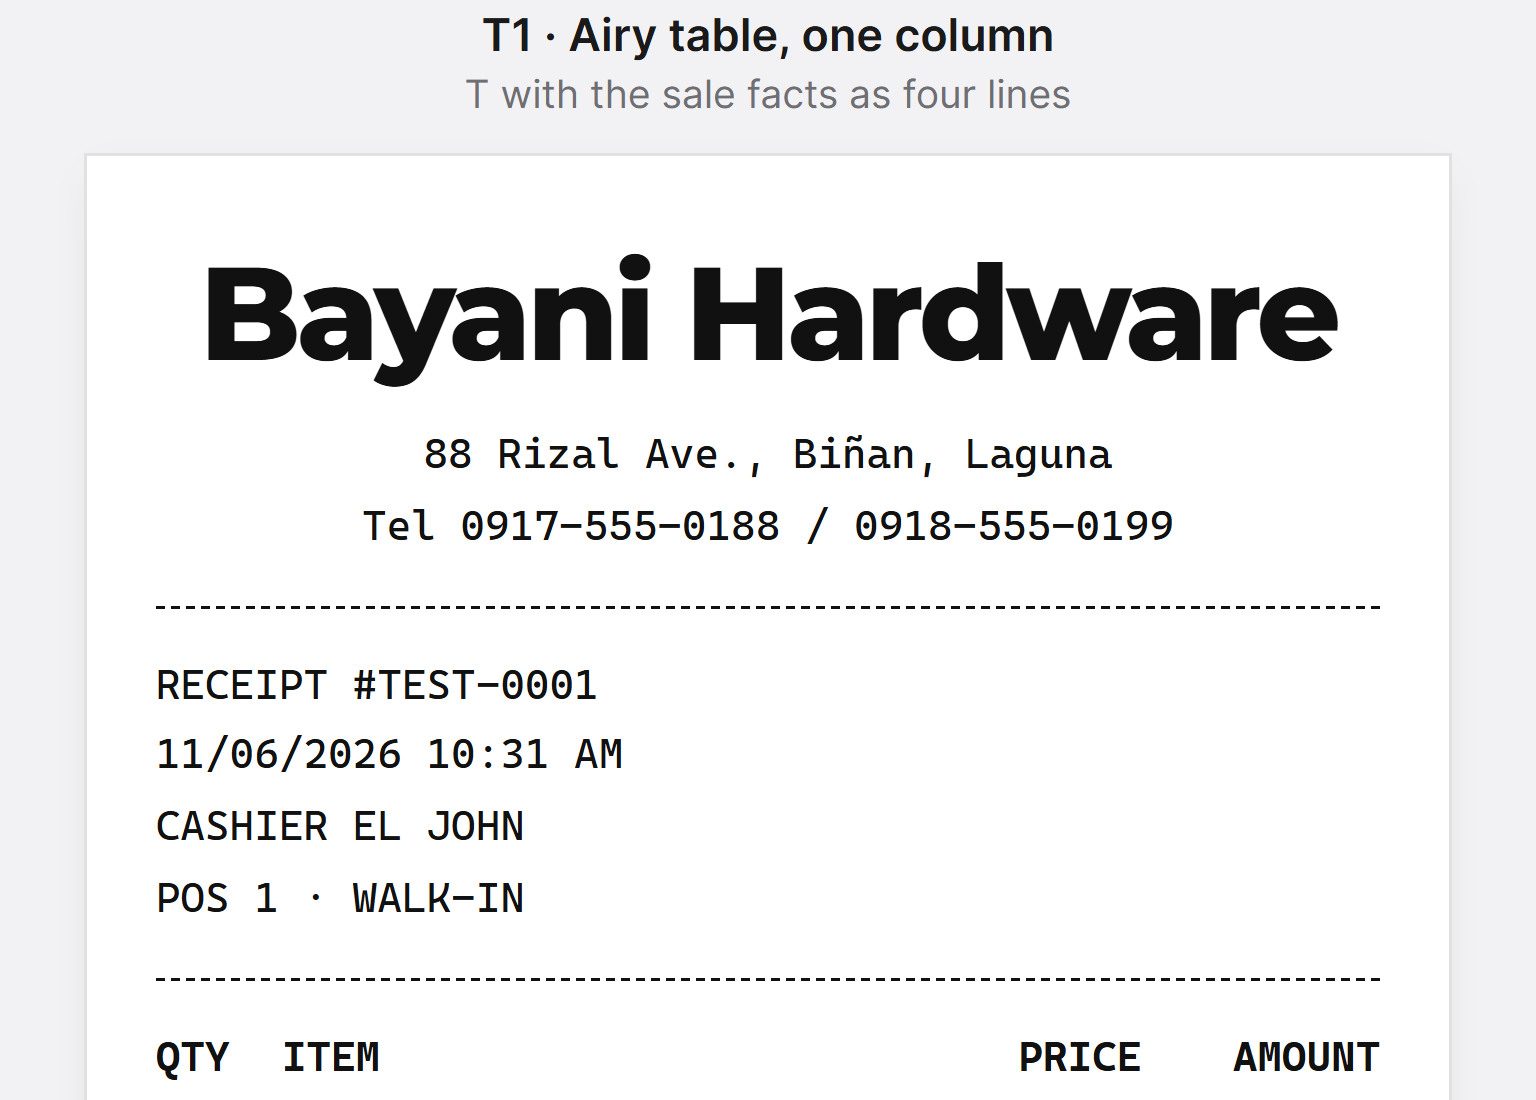 T1 · Airy table, one column
T with the sale facts as four lines
Bayani Hardware
88 Rizal Ave., Biñan, Laguna
Tel 0917-555-0188 / 0918-555-0199
RECEIPT #TEST-0001
11/06/2026 10:31 AM
CASHIER EL JOHN
POS 1 · WALK-IN
QTY ITEM PRICE AMOUNT